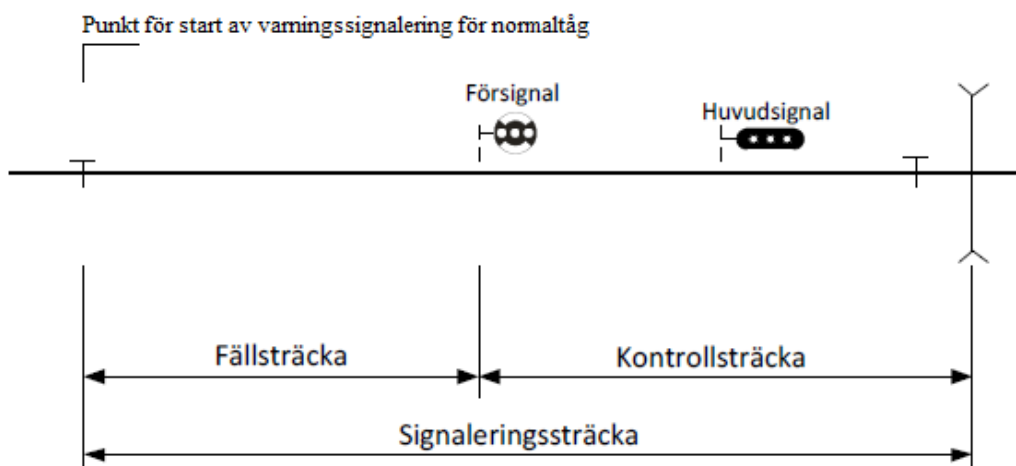 Punkt för start av varningssignalering för normaltåg
Försignal
Huvudsignal
Fällsträcka
Kontrollsträcka
Signaleringssträcka